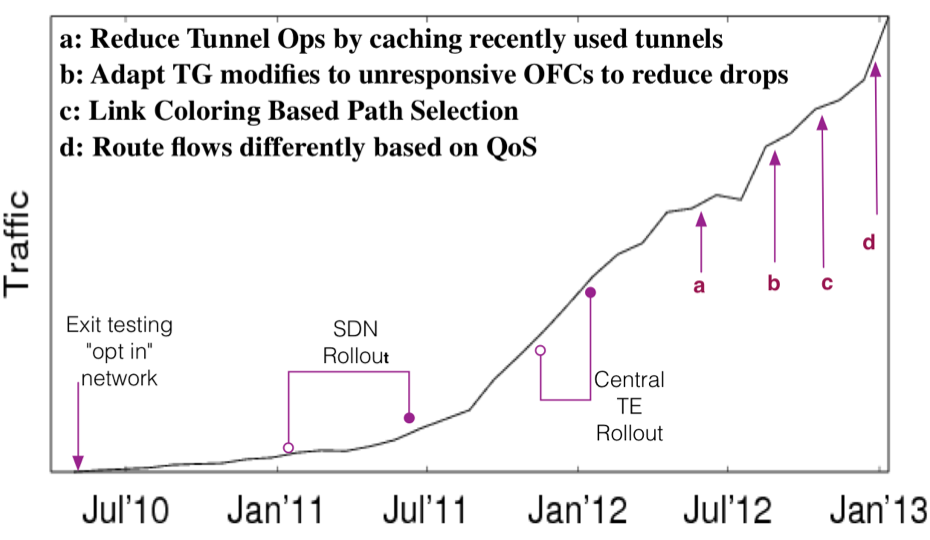 a: Reduce Tunnel Ops by caching recently used tunnels
b: Adapt TG modifies to unresponsive OFCs to reduce drops
c: Link Coloring Based Path Selection
d: Route flows differently based on QoS
Traffic
Exit testing
"opt in"
network
SDN
Rollout
Central
TE
Rollout
a
b
c
d
Jul'10
Jan'11
Jul'11
Jan'12
Jul'12
Jan'13